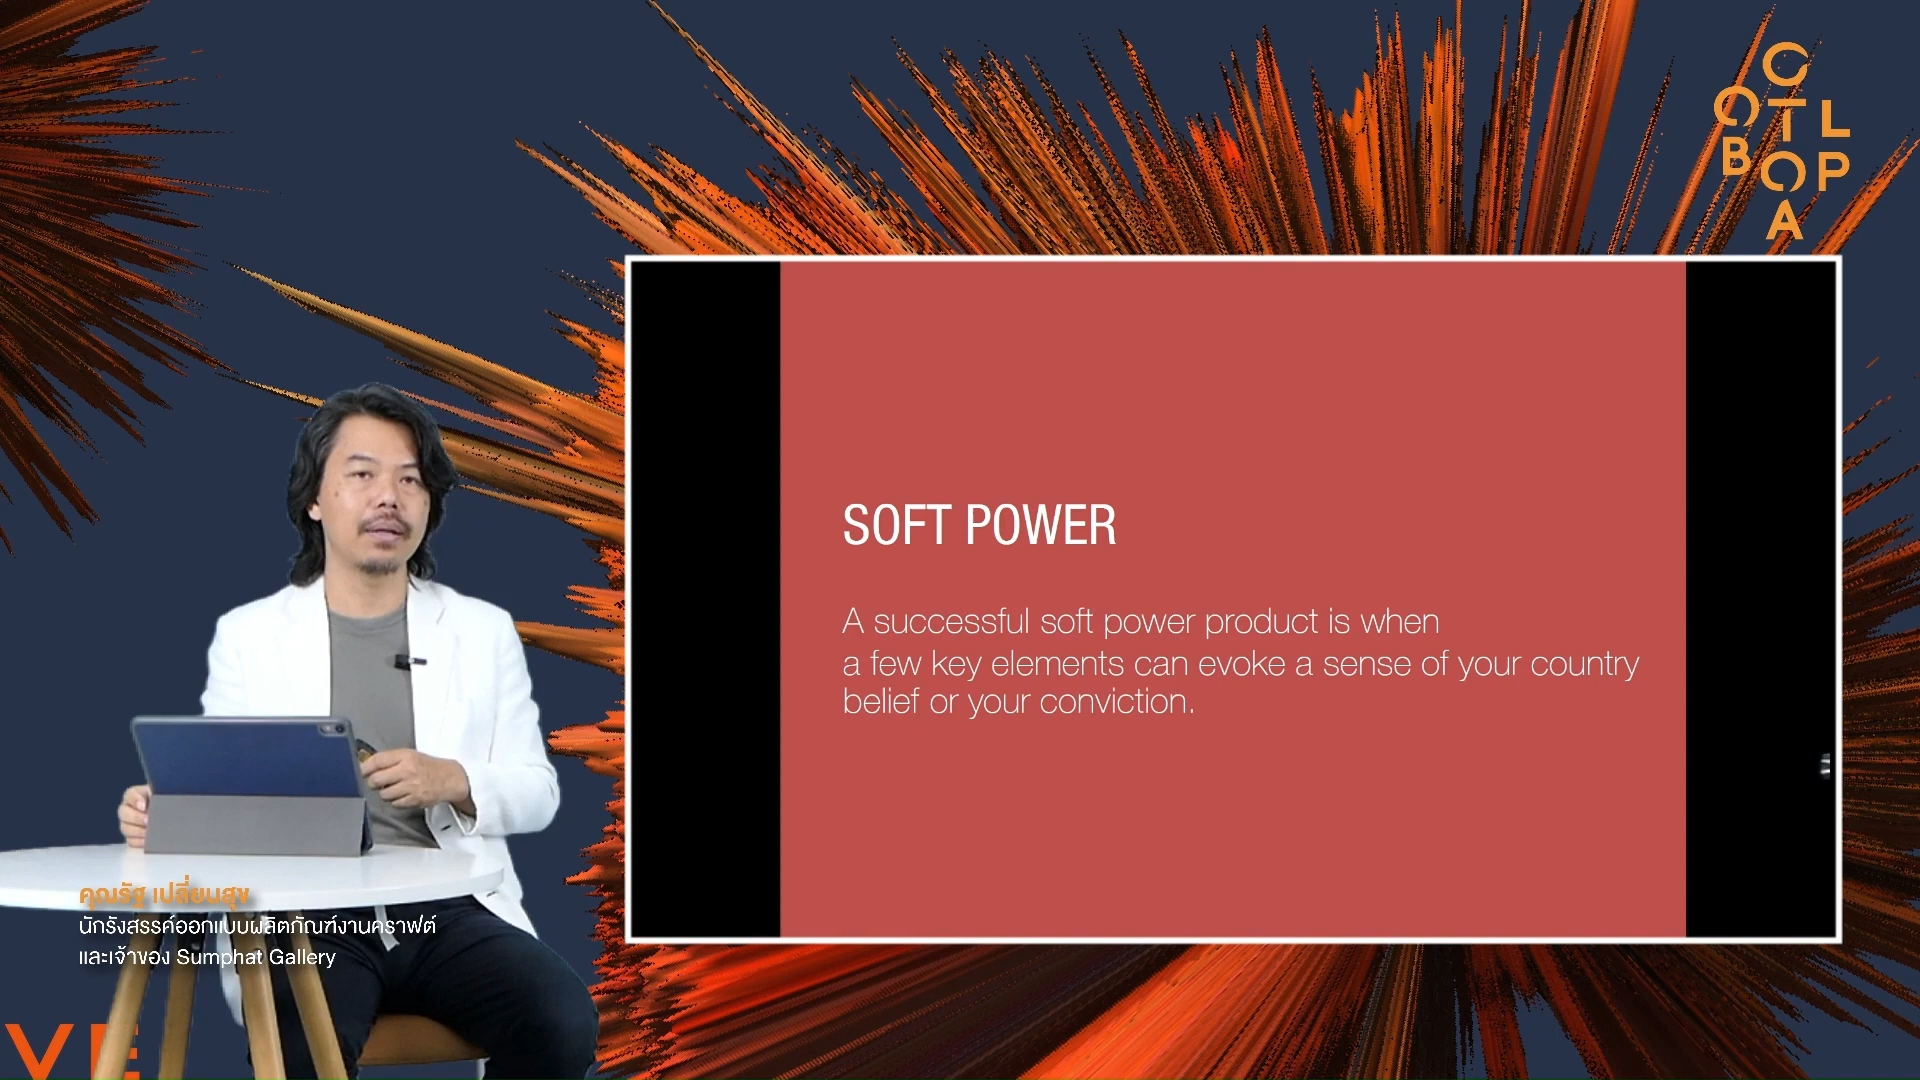 C
O T L
B O P
A
SOFT POWER
A successful soft power product is when
a few key elements can evoke a sense of your country
belief or your conviction.
คุณรัฐ เปลี่ยนสุข
นักรังสรรค์ออกแบบผลิตภัณฑ์งานคราฟต์
และเจ้าของ Sumphat Gallery
VE